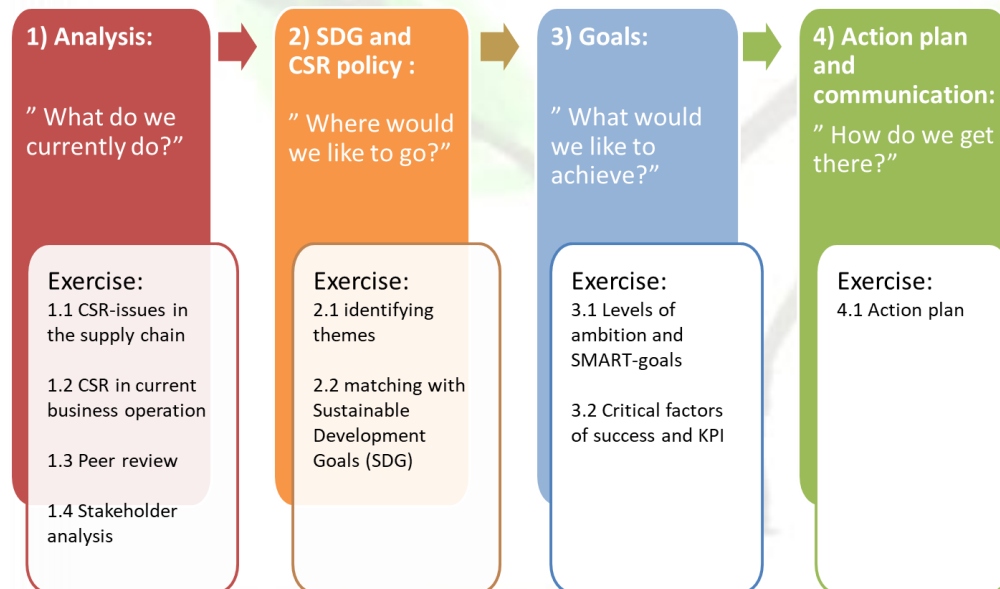 1) Analysis:
” What do we
currently do?”
Exercise:
1.1 CSR-issues in
the supply chain
1.2 CSR in current
business operation
1.3 Peer review
1.4 Stakeholder
analysis
2) SDG and
CSR policy :
” Where would
we like to go?”
Exercise:
2.1 identifying
themes
2.2 matching with
Sustainable
Development
Goals (SDG)
3) Goals:
” What would
we like to
achieve?”
Exercise:
3.1 Levels of
ambition and
SMART-goals
3.2 Critical factors
of success and KPI
4) Action plan
and
communication:
” How do we get
there?”
Exercise:
4.1 Action plan